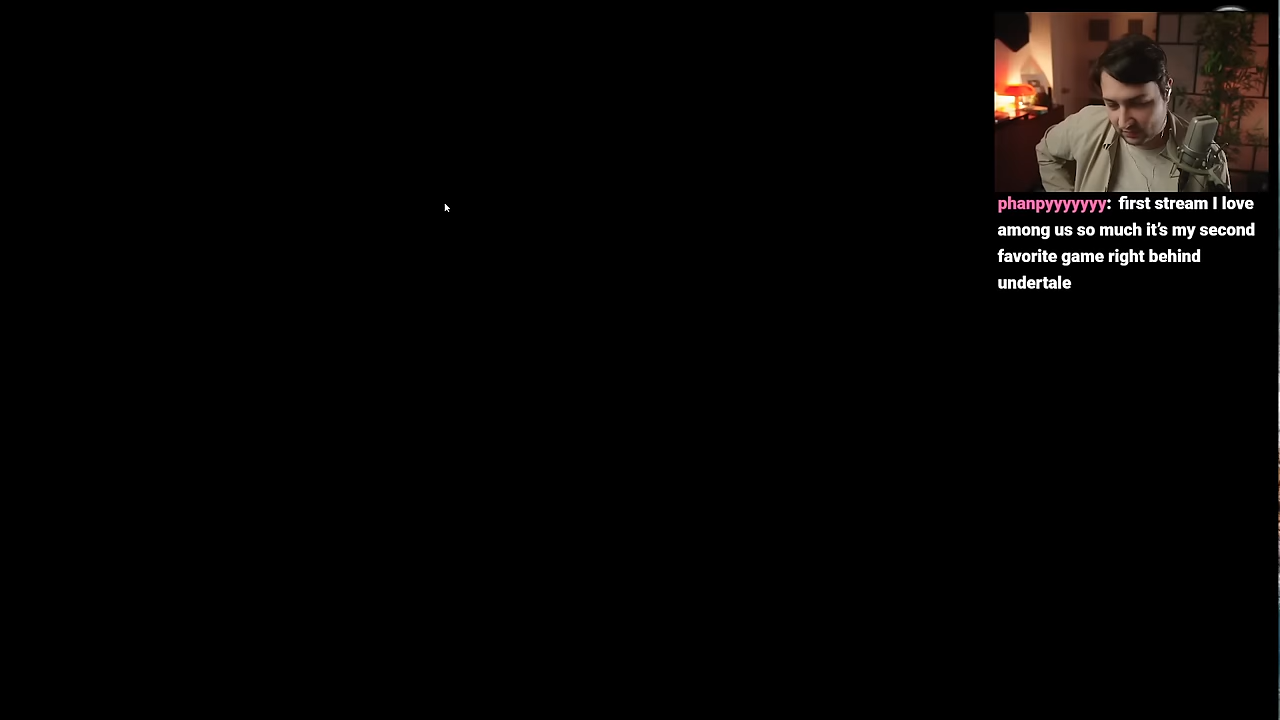 phanpyyyyyyy: first stream I love
among us so much it’s my second
favorite game right behind
undertale